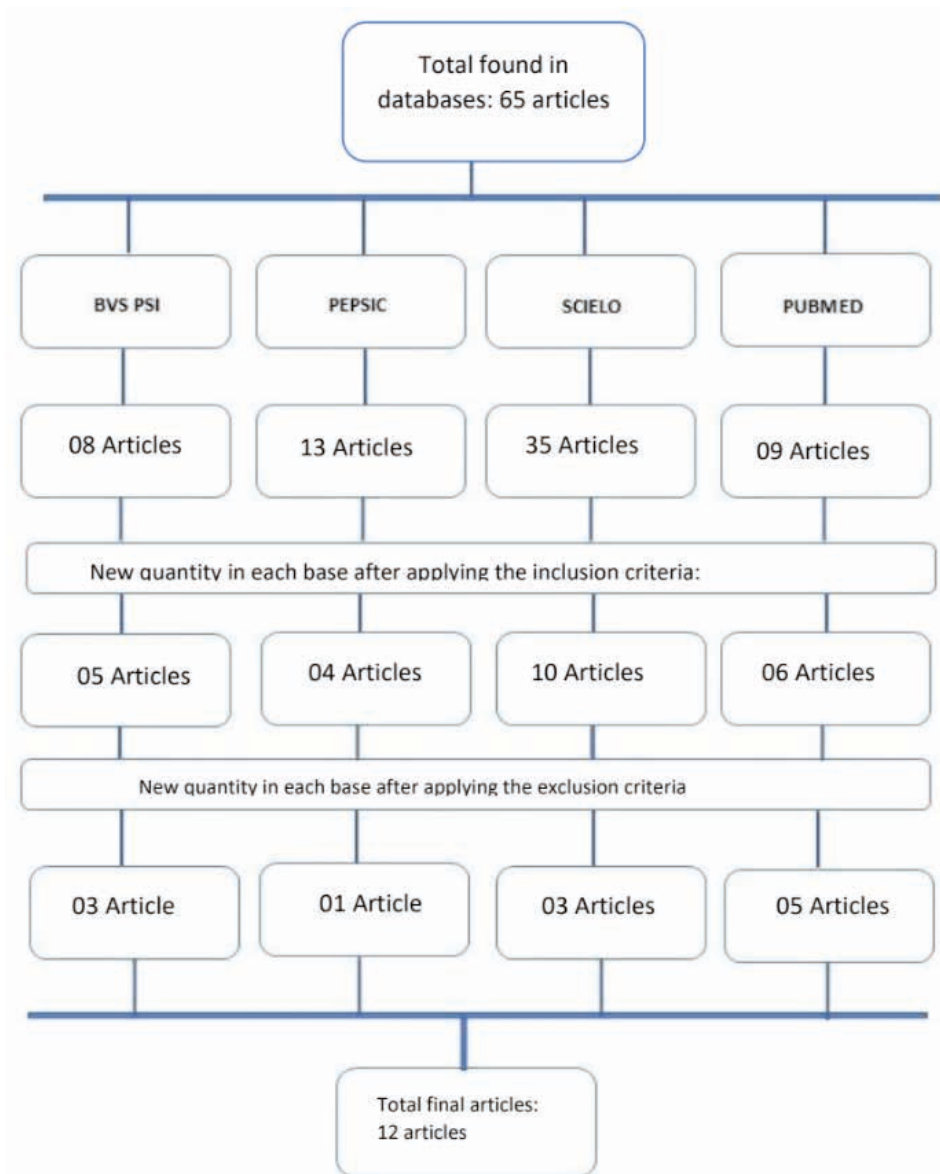 Total found in
databases: 65 articles
BVS PSI
PEPSIC
SCIELO
PUBMED
08 Articles
13 Articles
35 Articles
09 Articles
New quantity in each base after applying the inclusion criteria:
05 Articles
04 Articles
10 Articles
06 Articles
New quantity in each base after applying the exclusion criteria
03 Article
01 Article
03 Articles
05 Articles
Total final articles:
12 articles